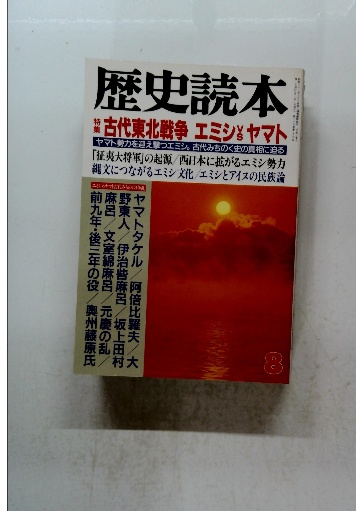 歴史読本
特集 古代東北戦争 エミシVSヤマト
ヤマト勢力を迎え撃つエミシ。古代みちのく史の真相に迫る
「征夷大将軍」の起源/西日本に拡がるエミシ勢力
縄文につながるエミシ文化/エミシとアイヌの民族論
ヤマトタケル/阿倍比羅夫/大
野東人/伊治呰麻呂/坂上田村
麻呂/文室綿麻呂/元慶の乱/
前九年・後三年の役/奥州藤原氏
8